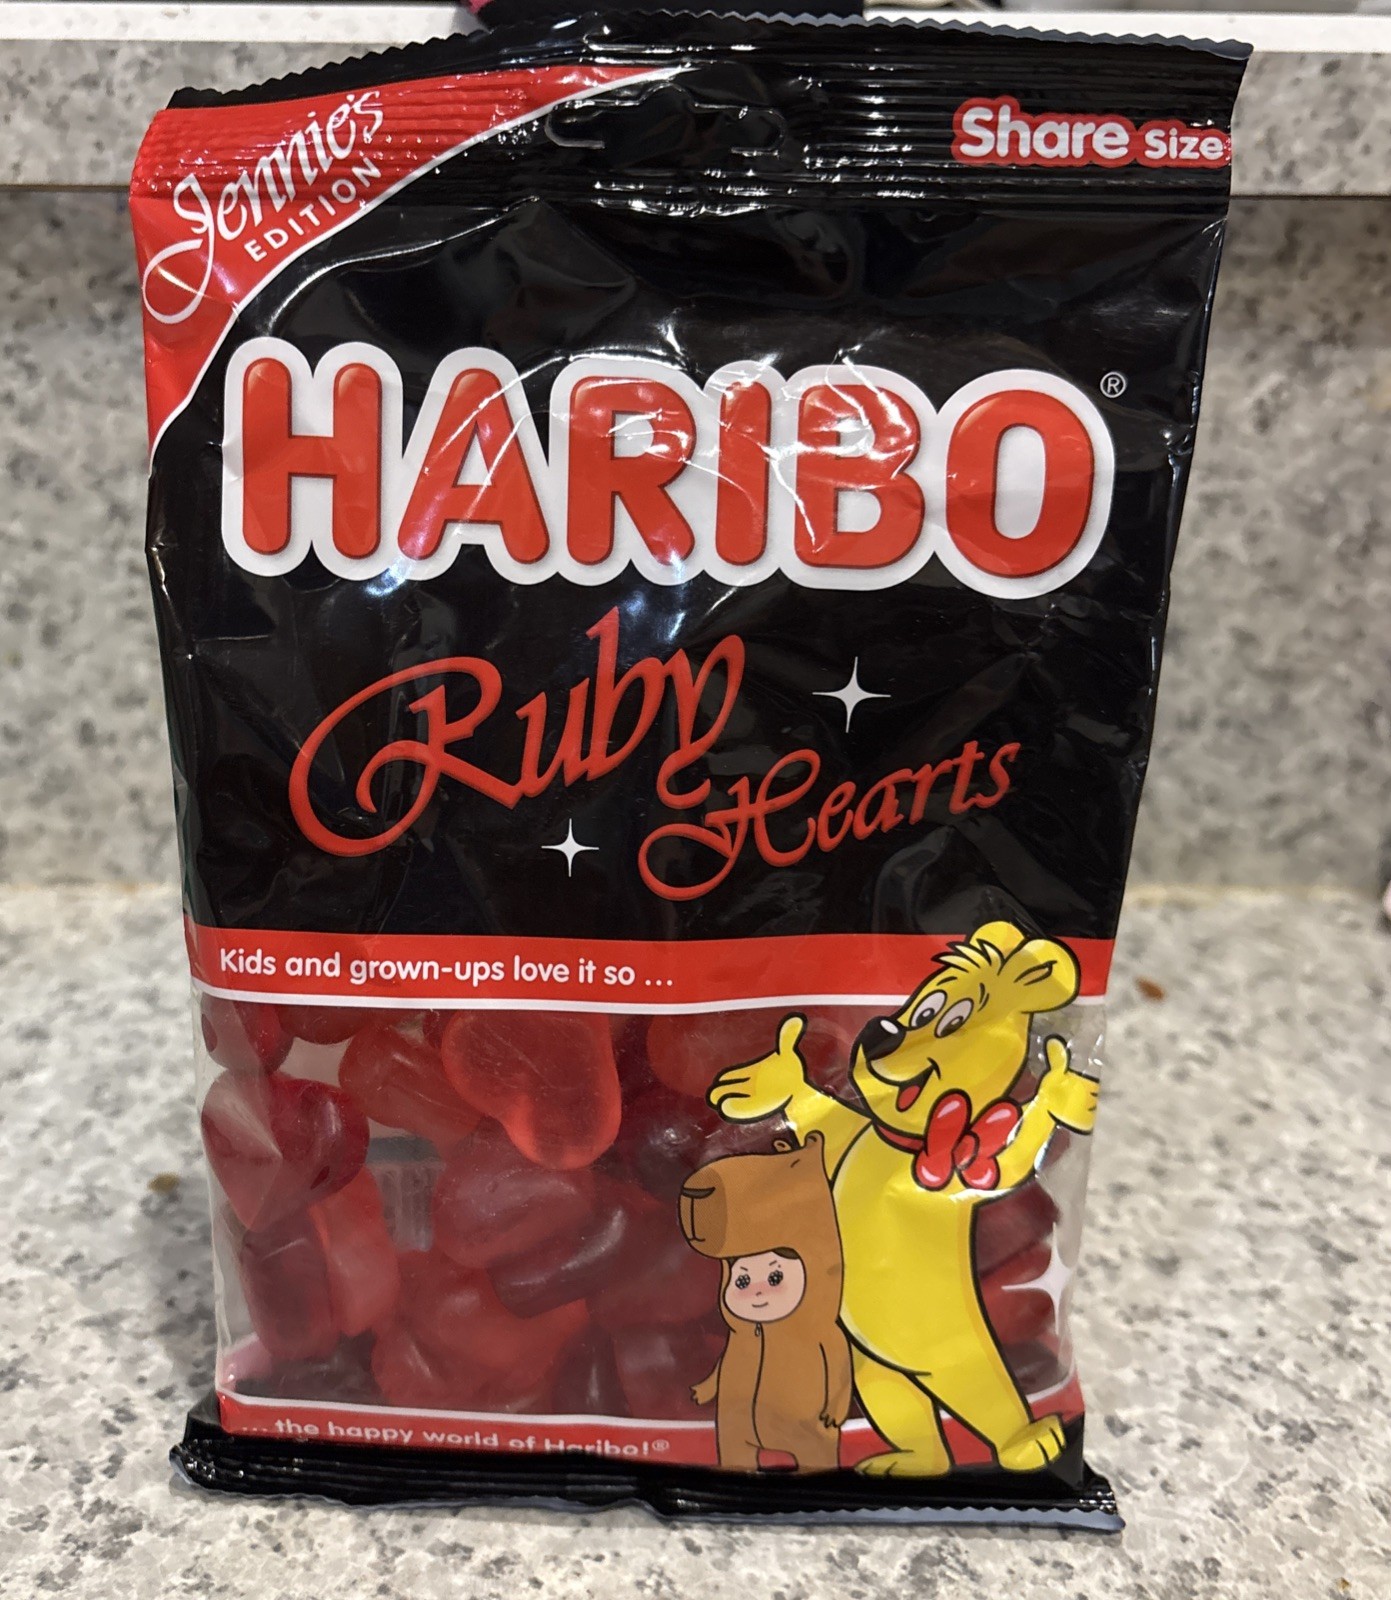 Jennie's
EDITION
Share Size
HARIBO®
Ruby
Hearts
Kids and grown-ups love it so ...
... the happy world of Haribo!®